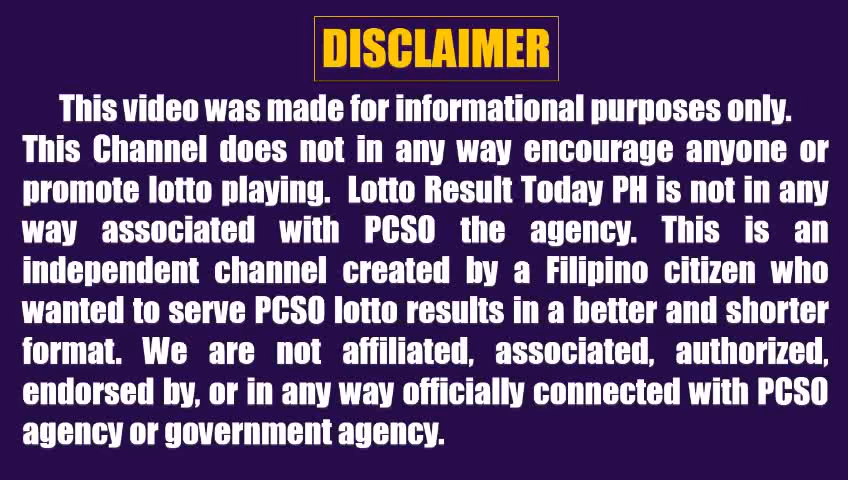 DISCLAIMER
This video was made for informational purposes only.
This Channel does not in any way encourage anyone or
promote lotto playing. Lotto Result Today PH is not in any
way associated with PCSO the agency. This is an
independent channel created by a Filipino citizen who
wanted to serve PCSO lotto results in a better and shorter
format. We are not affiliated, associated, authorized,
endorsed by, or in any way officially connected with PCSO
agency or government agency.